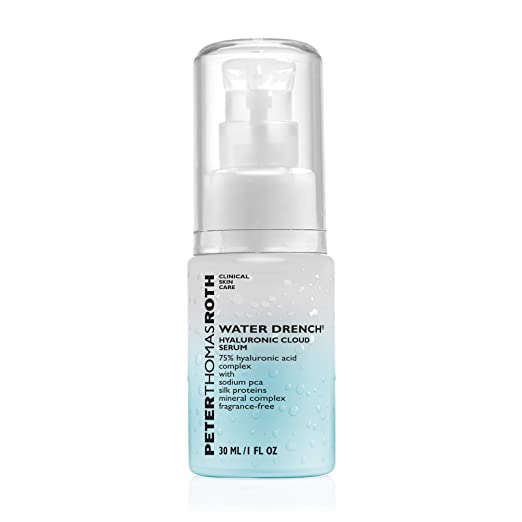 PETERTHOMASROTH
CLINICAL
SKIN
CARE
WATER DRENCH®
HYALURONIC CLOUD
SERUM
75% hyaluronic acid
complex
with
sodium pca
silk proteins
mineral complex
fragrance-free
30 ML/1 FL OZ